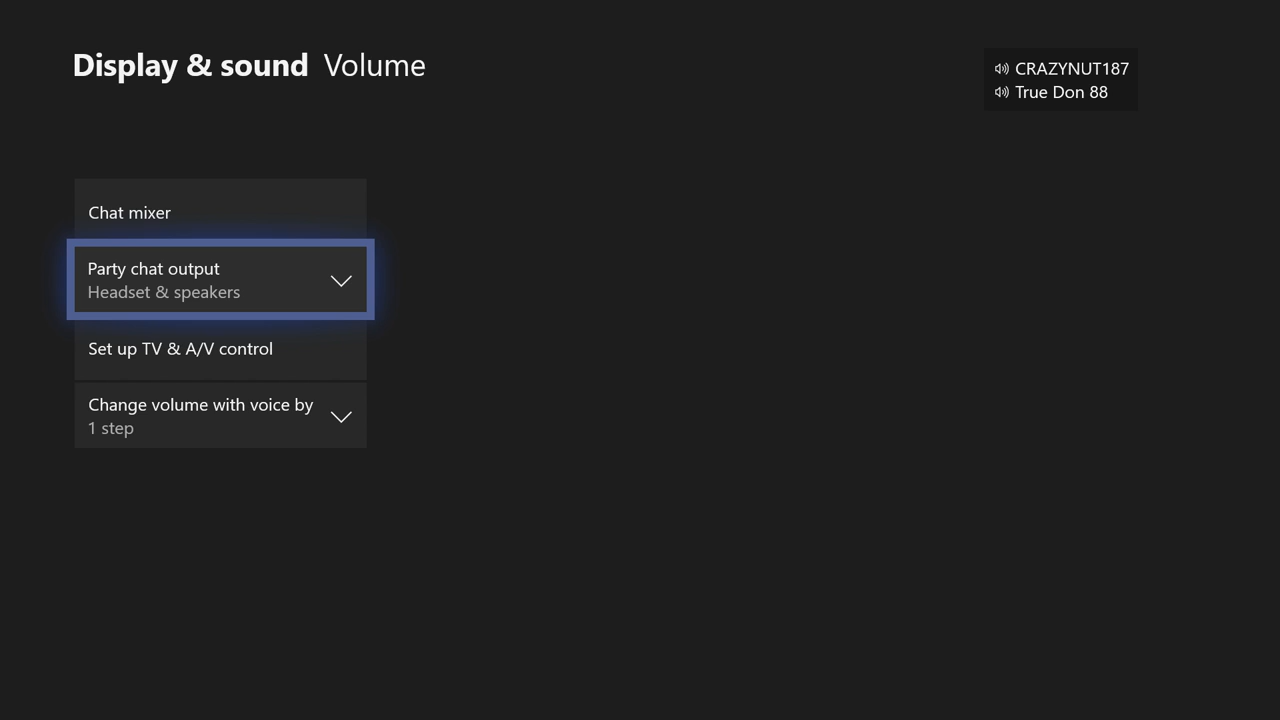 Display & sound Volume
CRAZYNUT187
True Don 88
Chat mixer
Party chat output
Headset & speakers
Set up TV & A/V control
Change volume with voice by
1 step